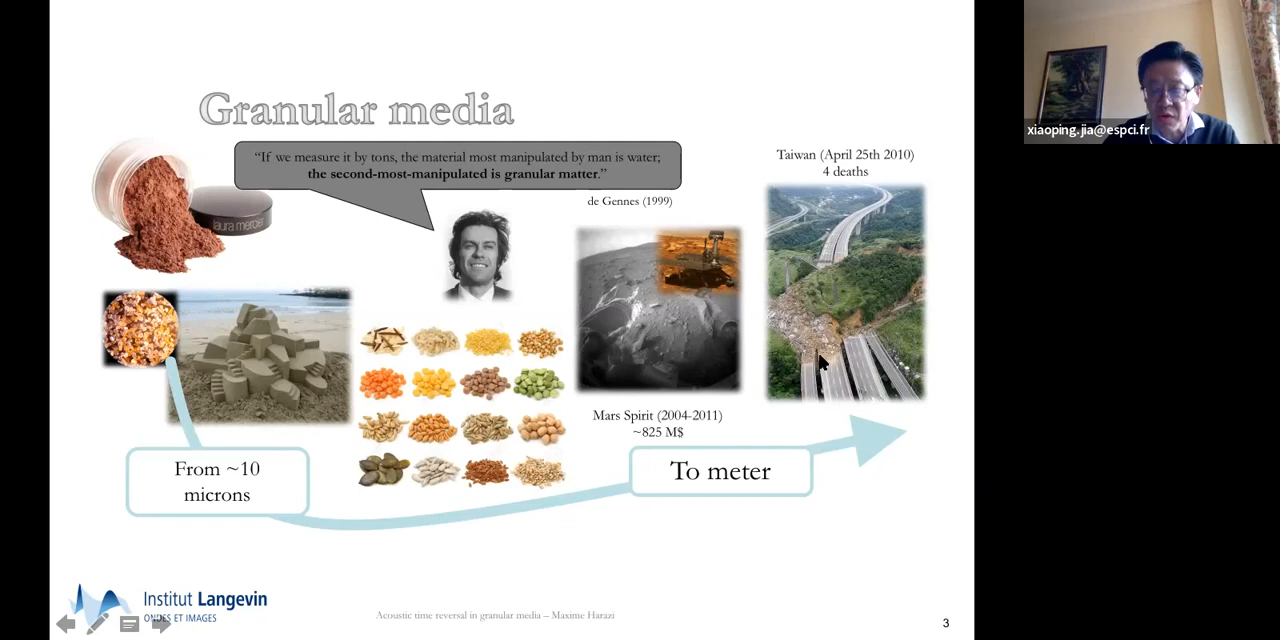 xiaoping.jia@espci.fr
Granular media
“If we measure it by tons, the material most manipulated by man is water;
the second-most-manipulated is granular matter.”
de Gennes (1999)
Taiwan (April 25th 2010)
4 deaths
laura mercier
Mars Spirit (2004-2011)
~825 M$
From ~10
microns
To meter
Institut Langevin
ONDES ET IMAGES
Acoustic time reversal in granular media – Maxime Harazi
3